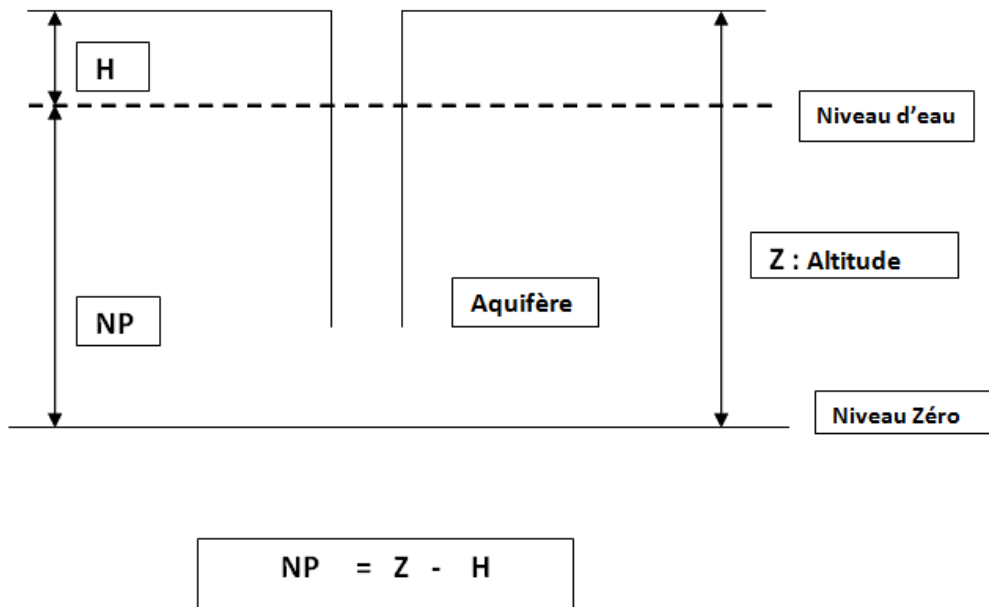 H
Niveau d'eau
Z : Altitude
Aquifère
NP
Niveau Zéro
NP = Z - H